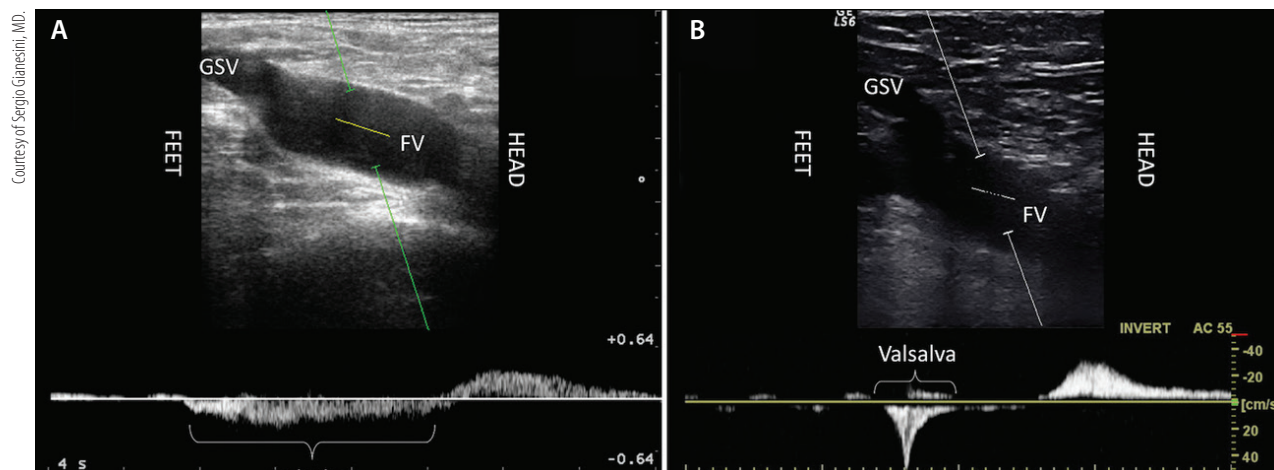 Courtesy of Sergio Gianesini, MD.
A
GSV
FV
FEET
HEAD
+0.64
-0.64
4 s
B
GE
LS6
GSV
FV
FEET
HEAD
INVERT AC 55
Valsalva
-40
-20
[cm/s
20
40